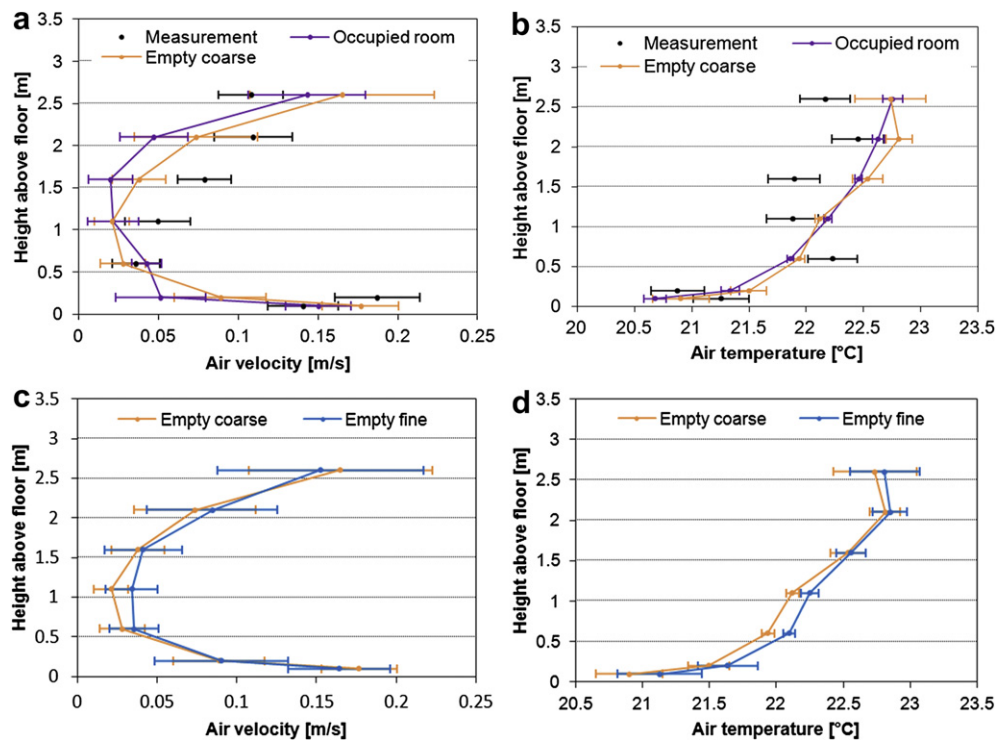 a
3.5
3
2.5
2
1.5
1
0.5
0
Height above floor [m]
Measurement
Occupied room
Empty coarse
0
0.05
0.1
0.15
0.2
0.25
Air velocity [m/s]
b
3.5
3
2.5
2
1.5
1
0.5
0
Height above floor [m]
Measurement
Occupied room
Empty coarse
20
20.5
21
21.5
22
22.5
23
23.5
Air temperature [°C]
c
3.5
3
2.5
2
1.5
1
0.5
0
Height above floor [m]
Empty coarse
Empty fine
0
0.05
0.1
0.15
0.2
0.25
Air velocity [m/s]
d
3.5
3
2.5
2
1.5
1
0.5
0
Height above floor [m]
Empty coarse
Empty fine
20.5
21
21.5
22
22.5
23
23.5
Air temperature [°C]